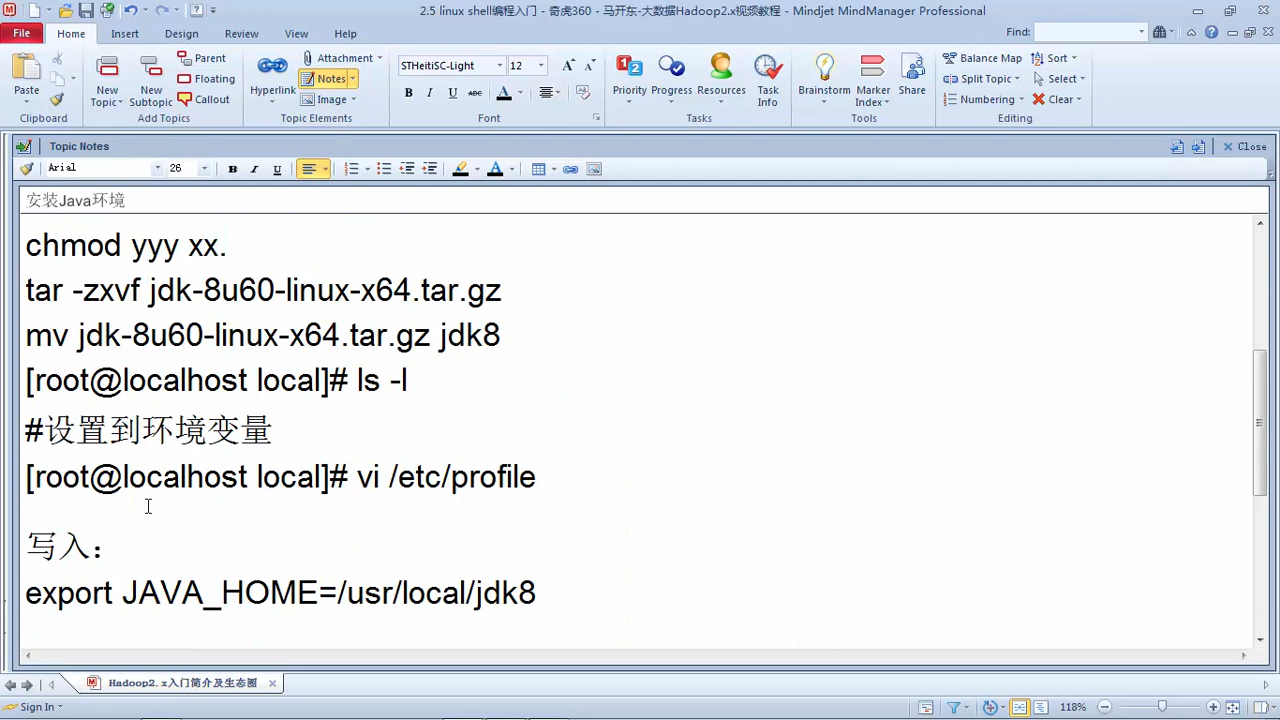 2.5 linux shell编程入门 - 奇虎360 - 马开东-大数据Hadoop2.x视频教程 - Mindjet MindManager Professional
File Home Insert Design Review View Help Find:
Paste New Topic New Subtopic Parent Floating Callout Hyperlink Attachment Notes Image STHeitiSC-Light 12 B I U ABC A Priority Progress Resources Task Info Brainstorm Marker Index Share Balance Map Sort Split Topic Select Numbering Clear
Clipboard Add Topics Topic Elements Font Tasks Tools Editing
Topic Notes Close
Arial 26 B I U A
安装Java环境
chmod yyy xx.
tar -zxvf jdk-8u60-linux-x64.tar.gz
mv jdk-8u60-linux-x64.tar.gz jdk8
[root@localhost local]# ls -l
#设置到环境变量
[root@localhost local]# vi /etc/profile
写入：
export JAVA_HOME=/usr/local/jdk8
Hadoop2.x入门简介及生态圈
Sign In 118%